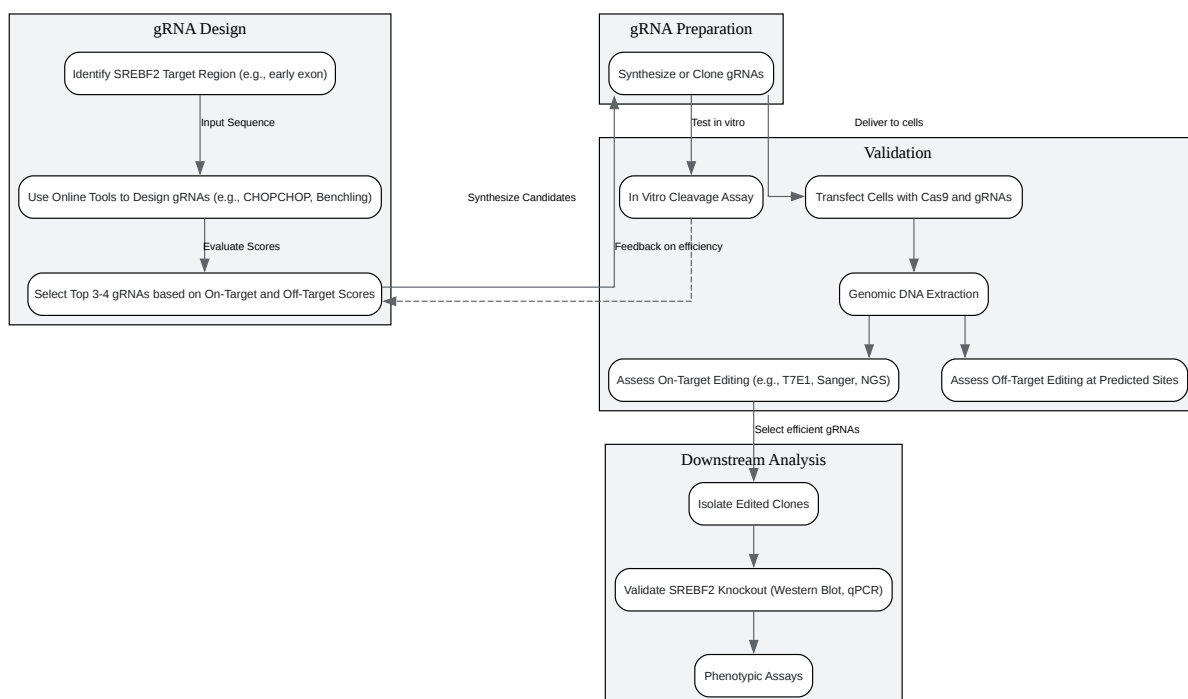 gRNA Design
Identify SREBF2 Target Region (e.g., early exon)
Input Sequence
Use Online Tools to Design gRNAs (e.g., CHOPCHOP, Benchling)
Evaluate Scores
Select Top 3-4 gRNAs based on On-Target and Off-Target Scores
Synthesize Candidates
gRNA Preparation
Synthesize or Clone gRNAs
Test in vitro
Deliver to cells
Validation
In Vitro Cleavage Assay
Transfect Cells with Cas9 and gRNAs
Feedback on efficiency
Genomic DNA Extraction
Assess On-Target Editing (e.g., T7E1, Sanger, NGS)
Assess Off-Target Editing at Predicted Sites
Select efficient gRNAs
Downstream Analysis
Isolate Edited Clones
Validate SREBF2 Knockout (Western Blot, qPCR)
Phenotypic Assays